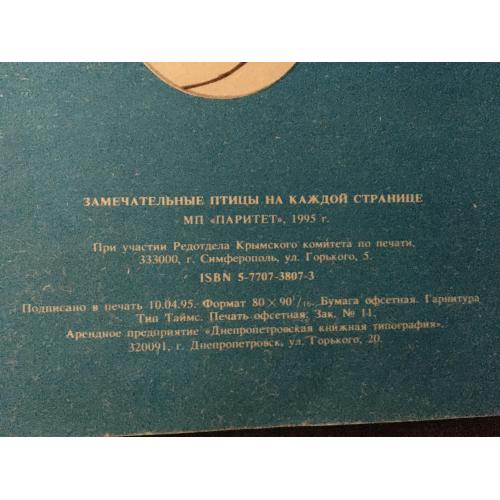 ЗАМЕЧАТЕЛЬНЫЕ ПТИЦЫ НА КАЖДОЙ СТРАНИЦЕ
МП «ПАРИТЕТ», 1995 г.
При участии Редотдела Крымского комитета по печати,
333000, г. Симферополь, ул. Горького, 5.
ISBN 5-7707-3807-3
Подписано в печать 10.04.95. Формат 80×90¹/₁₆. Бумага офсетная. Гарнитура
Тип Таймс. Печать офсетная. Зак. № 11.
Арендное предприятие «Днепропетровская книжная типография».
320091, г. Днепропетровск, ул. Горького, 20.